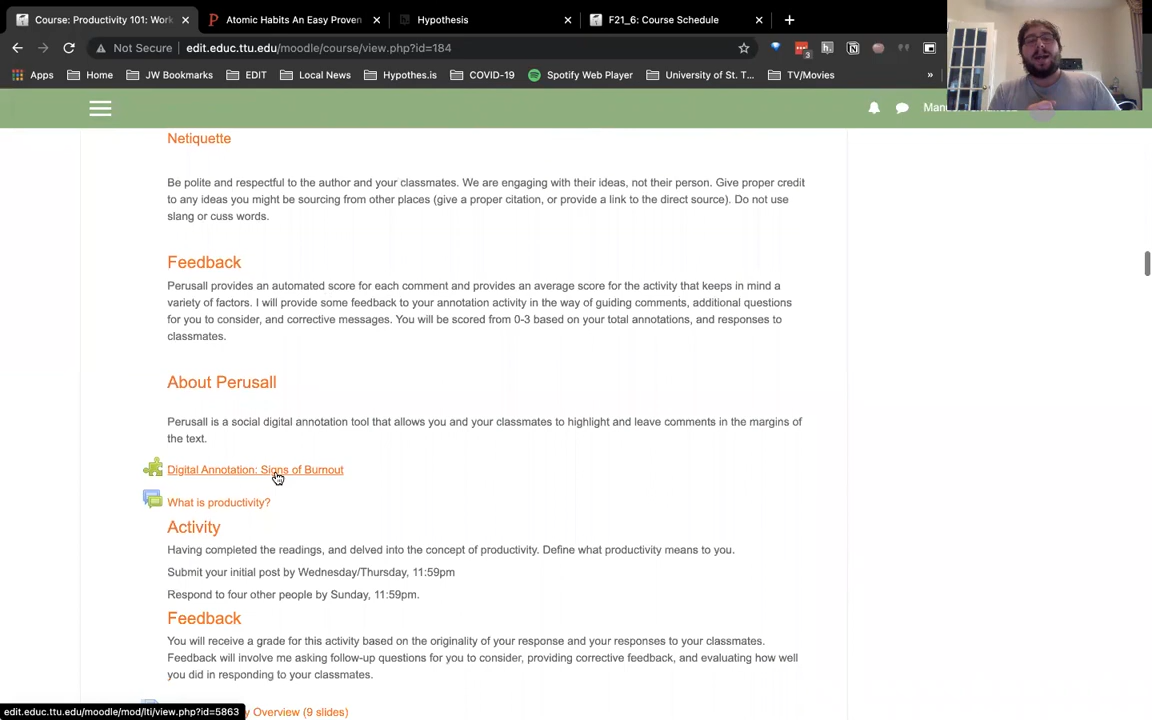 Course: Productivity 101: Work
Atomic Habits An Easy Proven
Hypothesis
F21_6: Course Schedule
Not Secure
edit.educ.ttu.edu/moodle/course/view.php?id=184
3
Apps
Home
JW Bookmarks
EDIT
Local News
Hypothes.is
COVID-19
Spotify Web Player
University of St. T...
TV/Movies
»
Netiquette
Be polite and respectful to the author and your classmates. We are engaging with their ideas, not their person. Give proper credit
to any ideas you might be sourcing from other places (give a proper citation, or provide a link to the direct source). Do not use
slang or cuss words.
Feedback
Perusall provides an automated score for each comment and provides an average score for the activity that keeps in mind a
variety of factors. I will provide some feedback to your annotation activity in the way of guiding comments, additional questions
for you to consider, and corrective messages. You will be scored from 0-3 based on your total annotations, and responses to
classmates.
About Perusall
Perusall is a social digital annotation tool that allows you and your classmates to highlight and leave comments in the margins of
the text.
Digital Annotation: Signs of Burnout
What is productivity?
Activity
Having completed the readings, and delved into the concept of productivity. Define what productivity means to you.
Submit your initial post by Wednesday/Thursday, 11:59pm
Respond to four other people by Sunday, 11:59pm.
Feedback
You will receive a grade for this activity based on the originality of your response and your responses to your classmates.
Feedback will involve me asking follow-up questions for you to consider, providing corrective feedback, and evaluating how well
you did in responding to your classmates.
y Overview (9 slides)
edit.educ.ttu.edu/moodle/mod/lti/view.php?id=5863